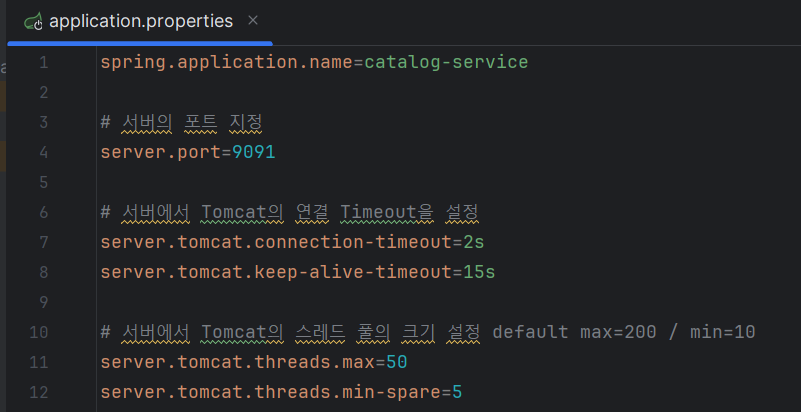 application.properties ×
1 spring.application.name=catalog-service
2
3 # 서버의 포트 지정
4 server.port=9091
5
6 # 서버에서 Tomcat의 연결 Timeout을 설정
7 server.tomcat.connection-timeout=2s
8 server.tomcat.keep-alive-timeout=15s
9
10 # 서버에서 Tomcat의 스레드 풀의 크기 설정 default max=200 / min=10
11 server.tomcat.threads.max=50
12 server.tomcat.threads.min-spare=5